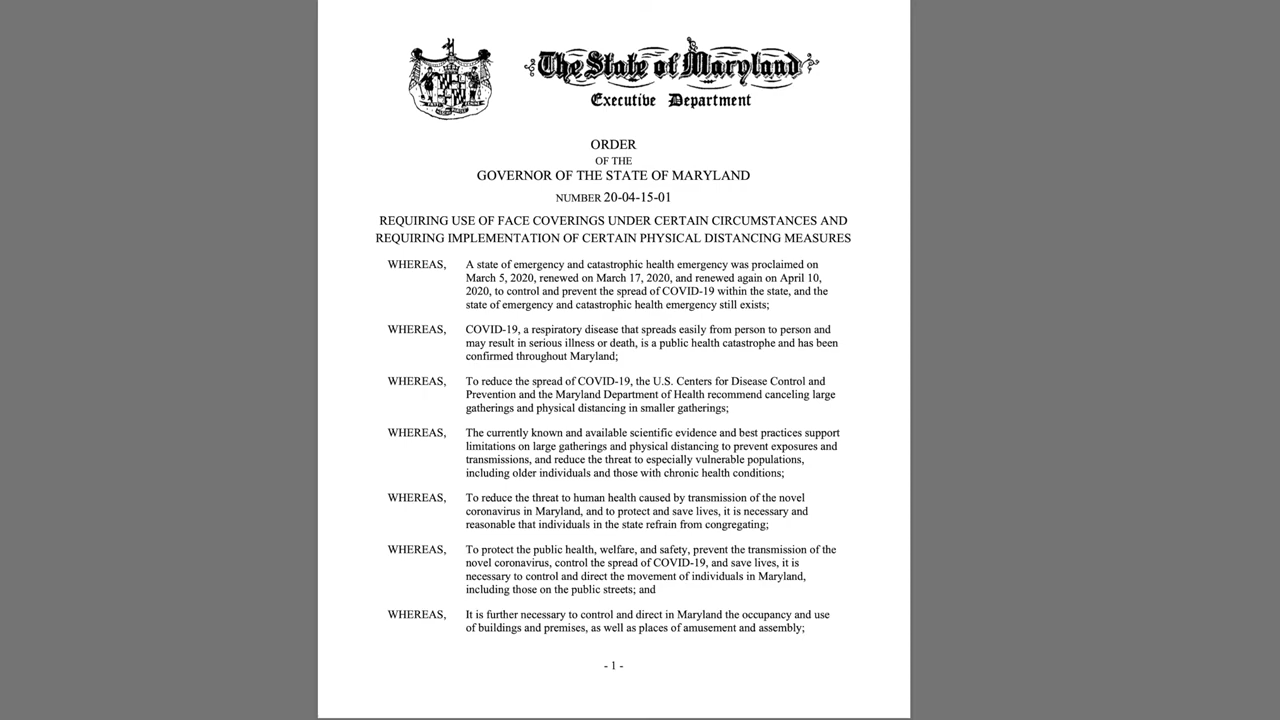 The State of Maryland
Executive Department
ORDER
OF THE
GOVERNOR OF THE STATE OF MARYLAND
NUMBER 20-04-15-01
REQUIRING USE OF FACE COVERINGS UNDER CERTAIN CIRCUMSTANCES AND
REQUIRING IMPLEMENTATION OF CERTAIN PHYSICAL DISTANCING MEASURES
WHEREAS, A state of emergency and catastrophic health emergency was proclaimed on
March 5, 2020, renewed on March 17, 2020, and renewed again on April 10,
2020, to control and prevent the spread of COVID-19 within the state, and the
state of emergency and catastrophic health emergency still exists;
WHEREAS, COVID-19, a respiratory disease that spreads easily from person to person and
may result in serious illness or death, is a public health catastrophe and has been
confirmed throughout Maryland;
WHEREAS, To reduce the spread of COVID-19, the U.S. Centers for Disease Control and
Prevention and the Maryland Department of Health recommend canceling large
gatherings and physical distancing in smaller gatherings;
WHEREAS, The currently known and available scientific evidence and best practices support
limitations on large gatherings and physical distancing to prevent exposures and
transmissions, and reduce the threat to especially vulnerable populations,
including older individuals and those with chronic health conditions;
WHEREAS, To reduce the threat to human health caused by transmission of the novel
coronavirus in Maryland, and to protect and save lives, it is necessary and
reasonable that individuals in the state refrain from congregating;
WHEREAS, To protect the public health, welfare, and safety, prevent the transmission of the
novel coronavirus, control the spread of COVID-19, and save lives, it is
necessary to control and direct the movement of individuals in Maryland,
including those on the public streets; and
WHEREAS, It is further necessary to control and direct in Maryland the occupancy and use
of buildings and premises, as well as places of amusement and assembly;
- 1 -